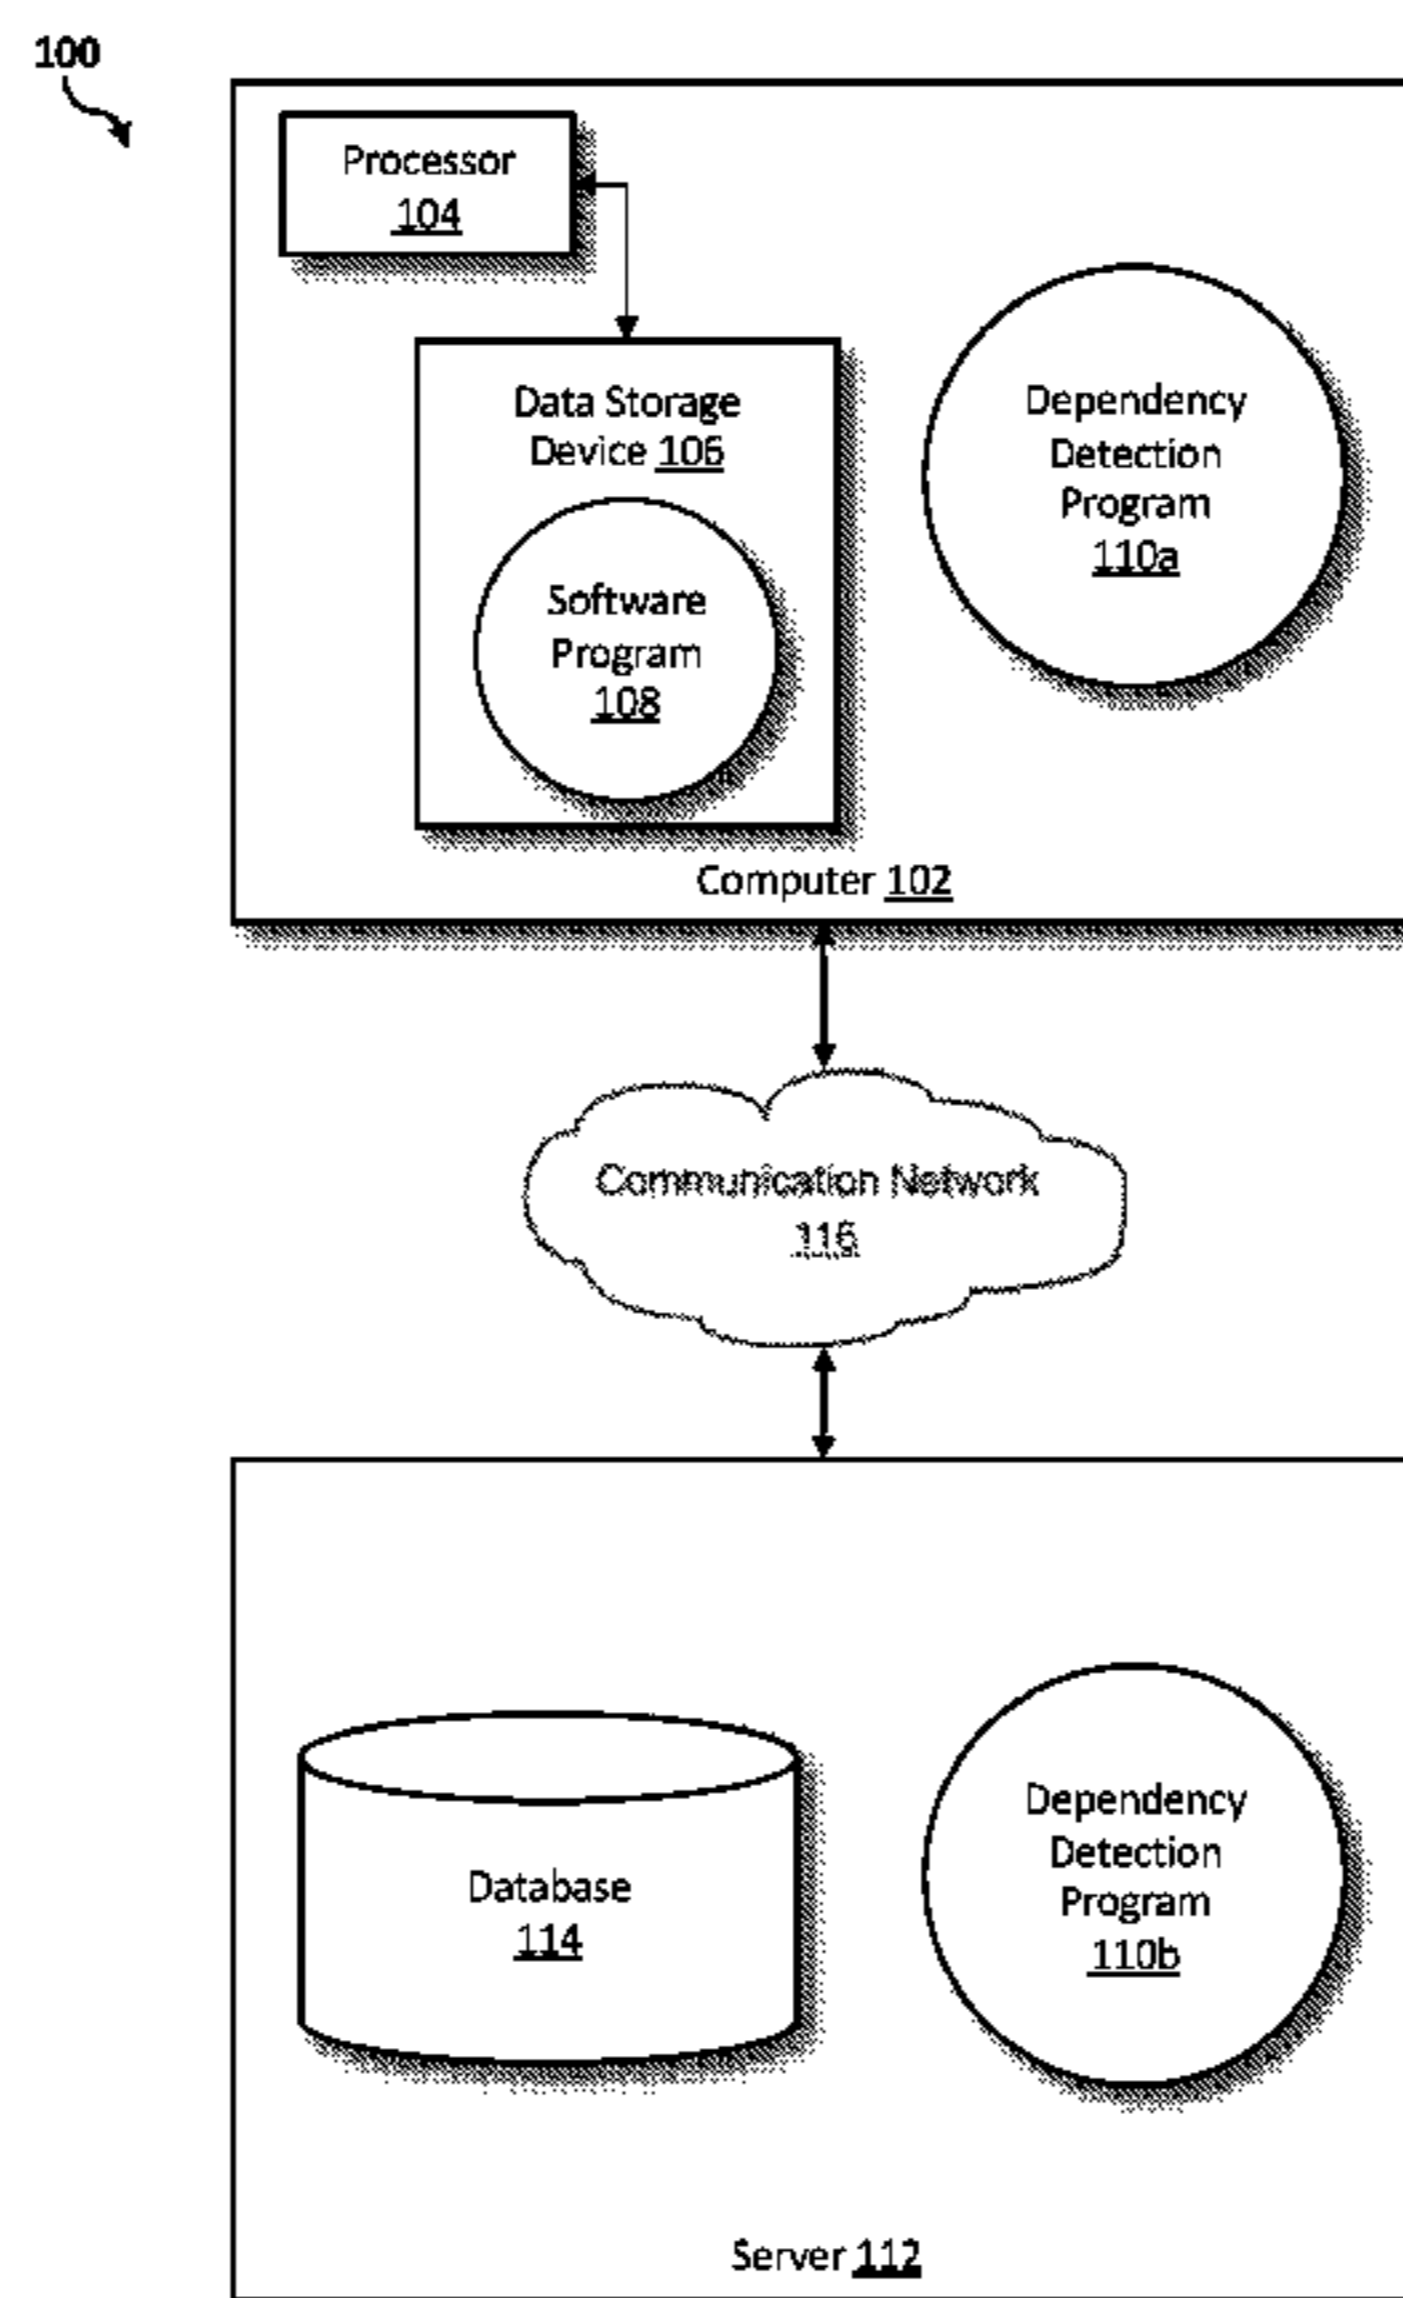 100
Processor
104
Data Storage
Device 106
Software
Program
108
Dependency
Detection
Program
110a
Computer 102
Communication Network
116
Database
114
Dependency
Detection
Program
110b
Server 112